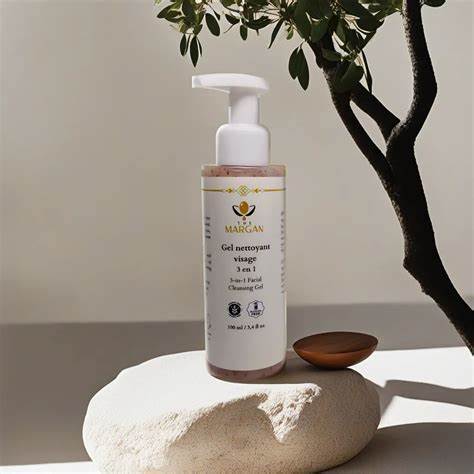 THE
MARGAN
Gel nettoyant
visage
3 en 1
3-in-1 Facial
Cleansing Gel
100 ml / 3,4 fl oz